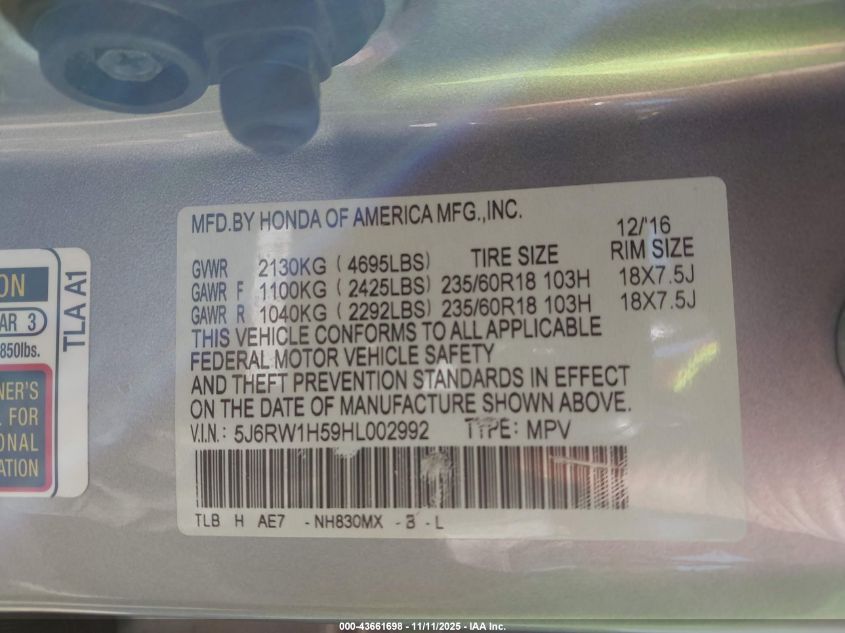 MFD.BY HONDA OF AMERICA MFG.,INC.
12/'16
GVWR 2130KG ( 4695LBS) TIRE SIZE RIM SIZE
GAWR F 1100KG ( 2425LBS) 235/60R18 103H 18X7.5J
GAWR R 1040KG ( 2292LBS) 235/60R18 103H 18X7.5J
THIS VEHICLE CONFORMS TO ALL APPLICABLE
FEDERAL MOTOR VEHICLE SAFETY
AND THEFT PREVENTION STANDARDS IN EFFECT
ON THE DATE OF MANUFACTURE SHOWN ABOVE.
V.I.N.: 5J6RW1H59HL002992 TYPE: MPV
TLB H AE7 -NH830MX -B -L
ON
AR 3
850lbs.
NER'S
L FOR
ONAL
ATION
TLA A1
000-43661698 - 11/11/2025 - IAA Inc.